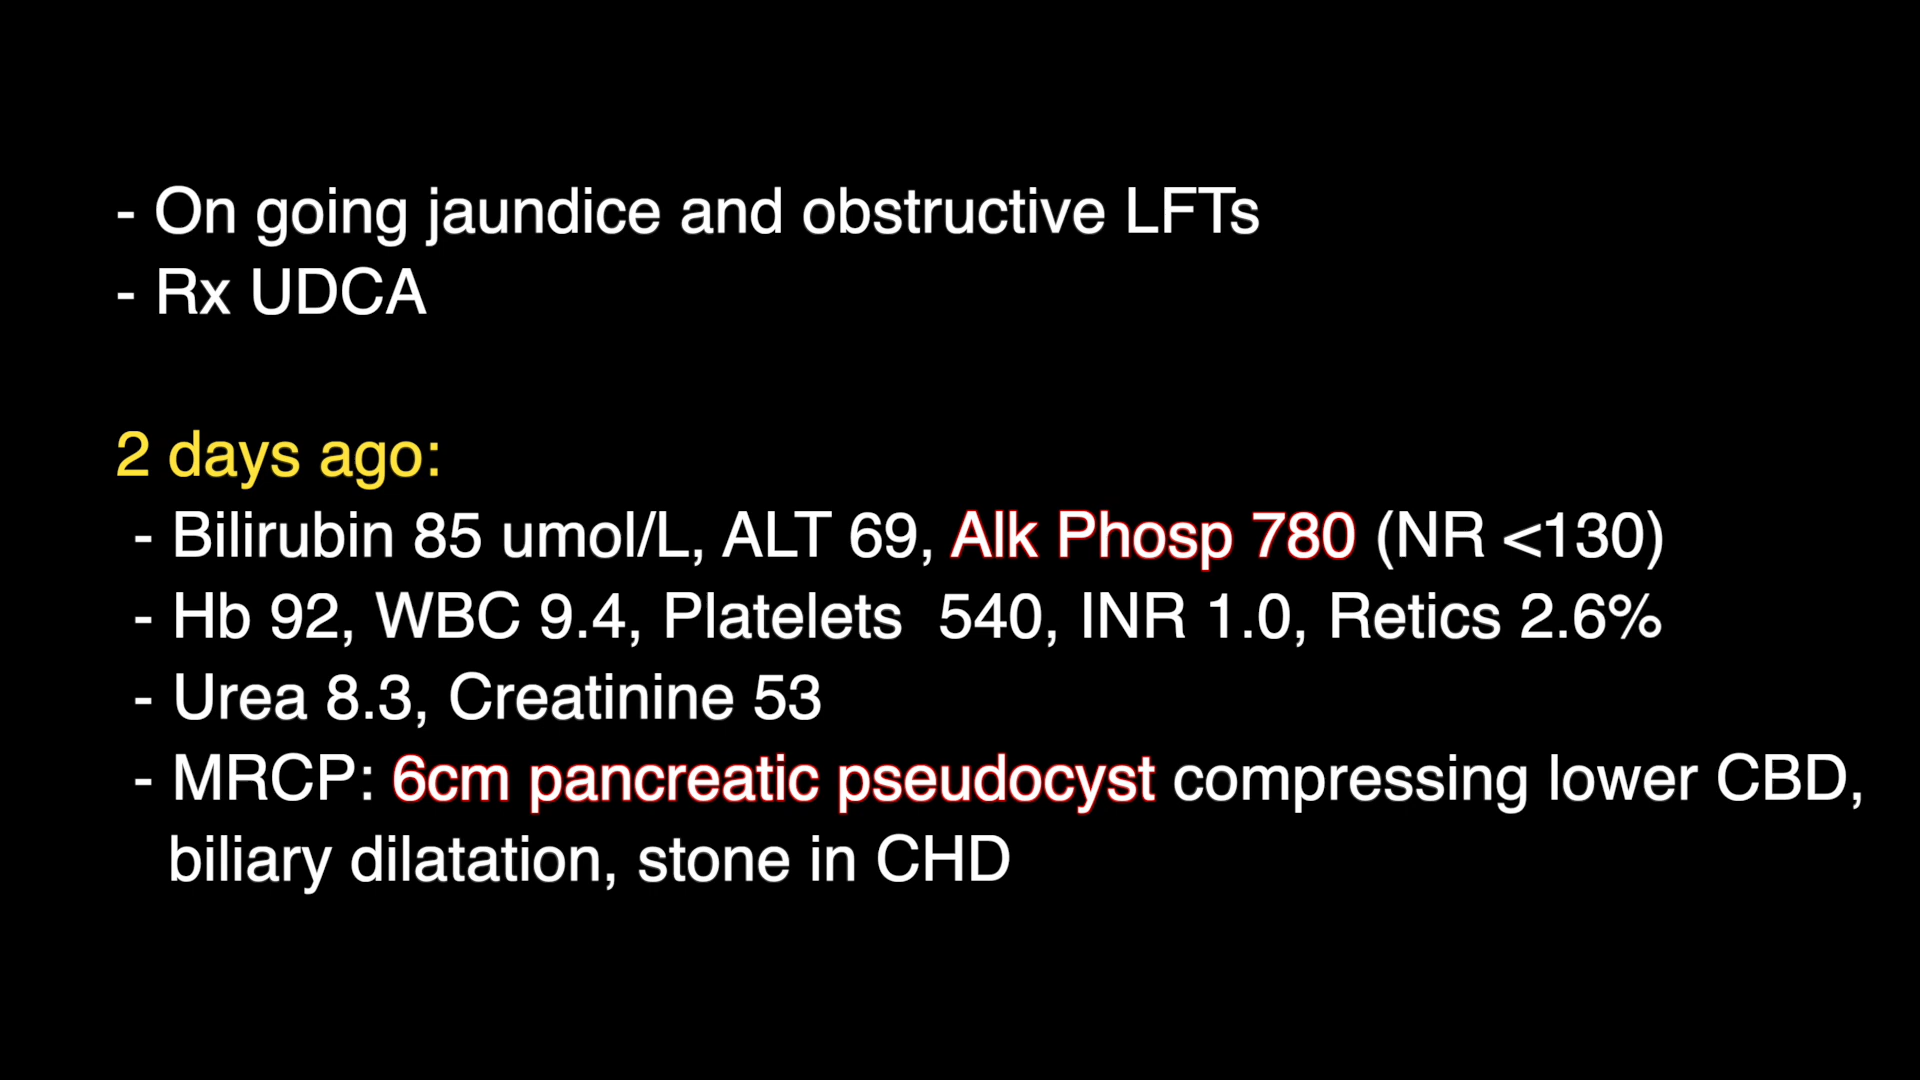 - On going jaundice and obstructive LFTs
- Rx UDCA
2 days ago:
- Bilirubin 85 umol/L, ALT 69, Alk Phosp 780 (NR <130)
- Hb 92, WBC 9.4, Platelets  540, INR 1.0, Retics 2.6%
- Urea 8.3, Creatinine 53
- MRCP: 6cm pancreatic pseudocyst compressing lower CBD,
biliary dilatation, stone in CHD